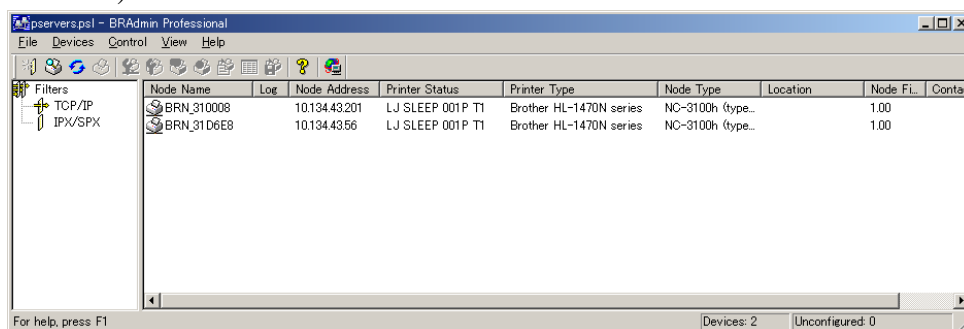 pservers.psl - BRAdmin Professional
File Devices Control View Help
Filters
TCP/IP
IPX/SPX
Node Name Log Node Address Printer Status Printer Type Node Type Location Node Fi... Conta
BRN_310008 10.134.43.201 LJ SLEEP 001P T1 Brother HL-1470N series NC-3100h (type... 1.00
BRN_31D6E8 10.134.43.56 LJ SLEEP 001P T1 Brother HL-1470N series NC-3100h (type... 1.00
For help, press F1 Devices: 2 Unconfigured: 0